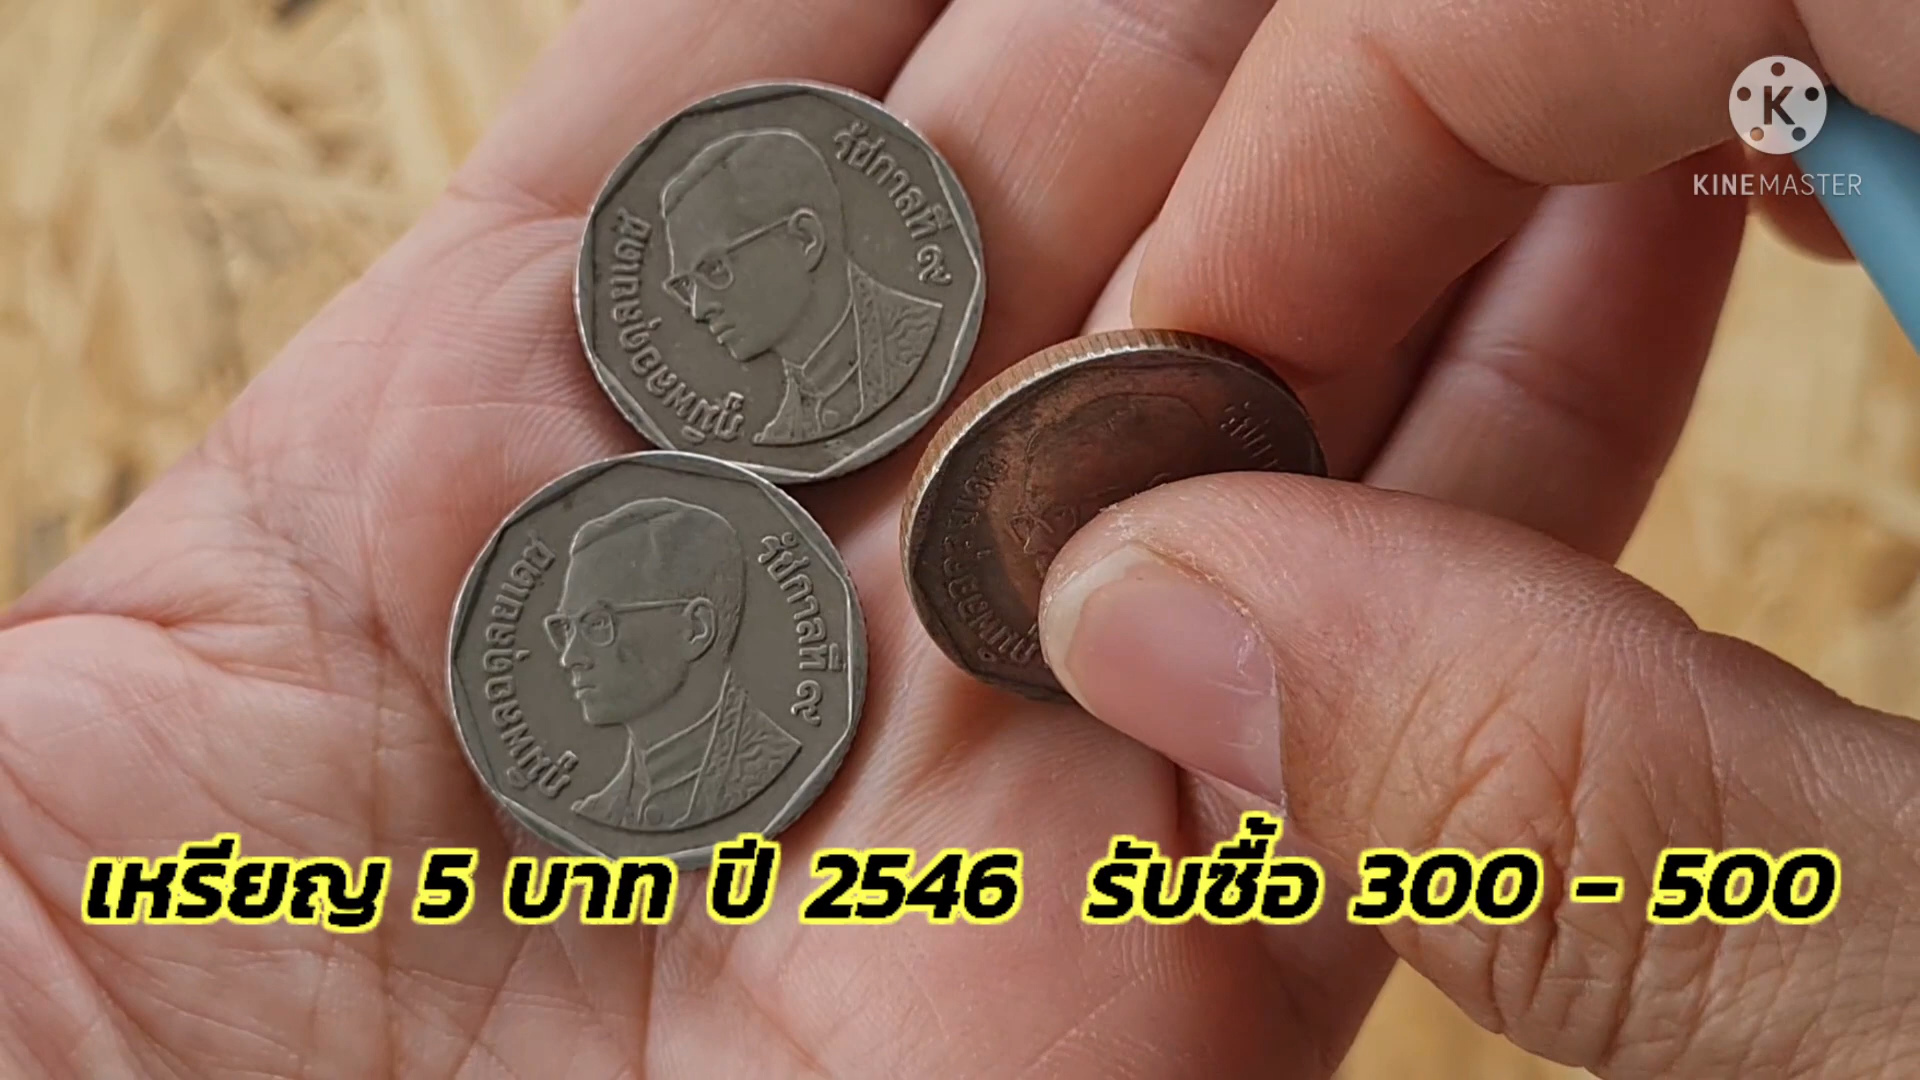 KINEMASTER
ภูมิพลอดุลยเดช
รัชกาลที่ ๙
ภูมิพลอดุลยเดช
รัชกาลที่ ๙
เหรียญ 5 บาท ปี 2546 รับซื้อ 300 - 500